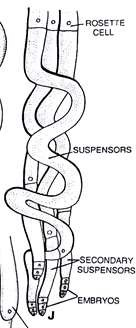 ROSETTE
CELL
SUSPENSORS
SECONDARY
SUSPENSORS
EMBRYOS
J